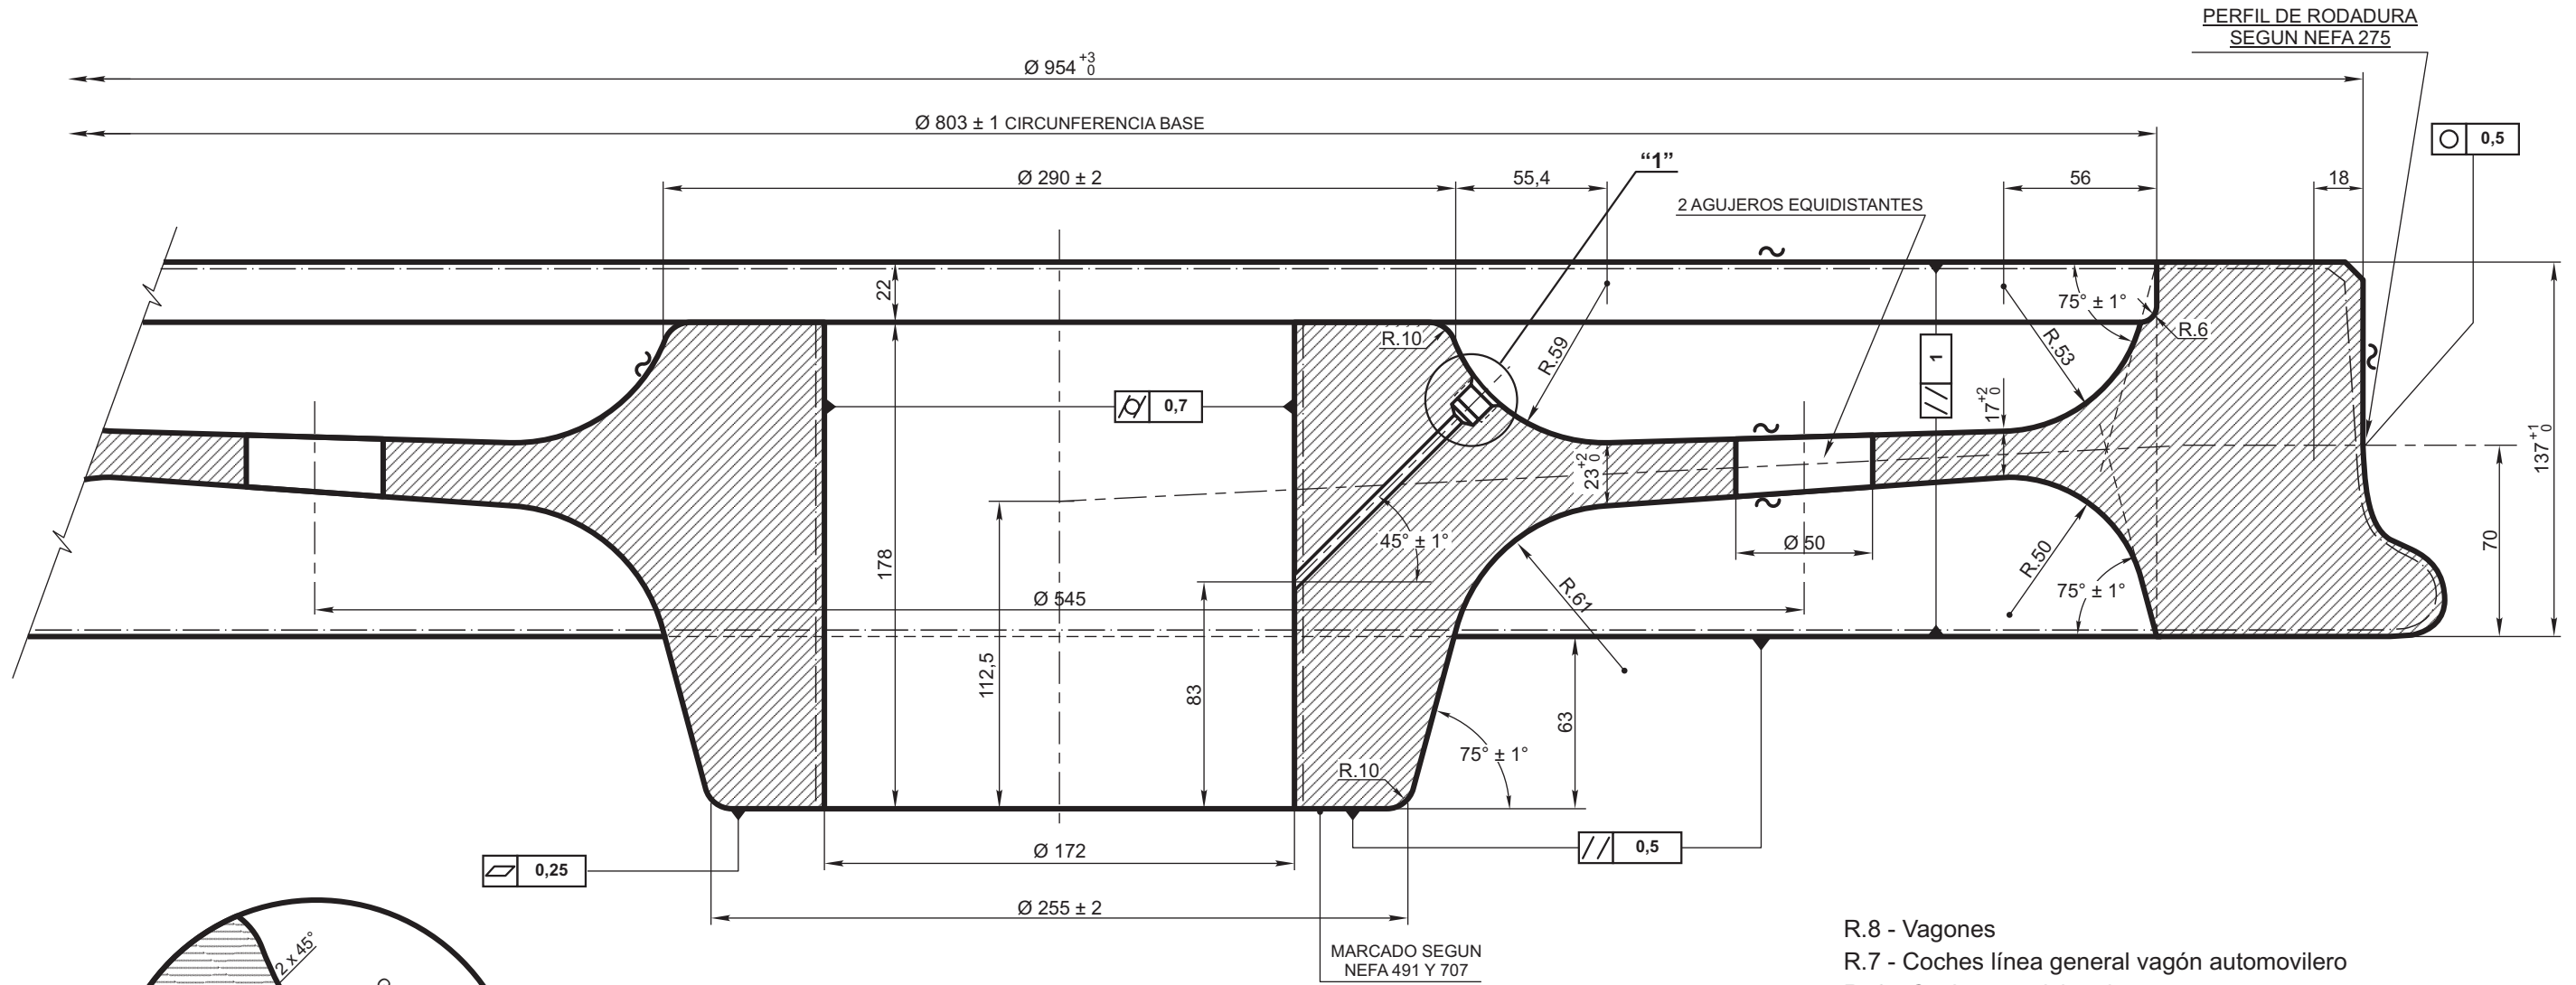 PERFIL DE RODADURA
SEGUN NEFA 275
Ø 954 +3 0
Ø 803 ± 1 CIRCUNFERENCIA BASE
0,5
“1”
Ø 290 ± 2
55,4
56
18
2 AGUJEROS EQUIDISTANTES
22
75° ± 1°
R.6
R.10
R.59
1
R.53
0,7
17 +2 0
137 +1 0
23 +2 0
45° ± 1°
Ø 50
70
178
R.50
R.61
75° ± 1°
Ø 545
112,5
83
63
75° ± 1°
R.10
0,5
Ø 172
0,25
Ø 255 ± 2
R.8 - Vagones
MARCADO SEGUN
NEFA 491 Y 707
2 x 45°
R.7 - Coches línea general vagón automovilero